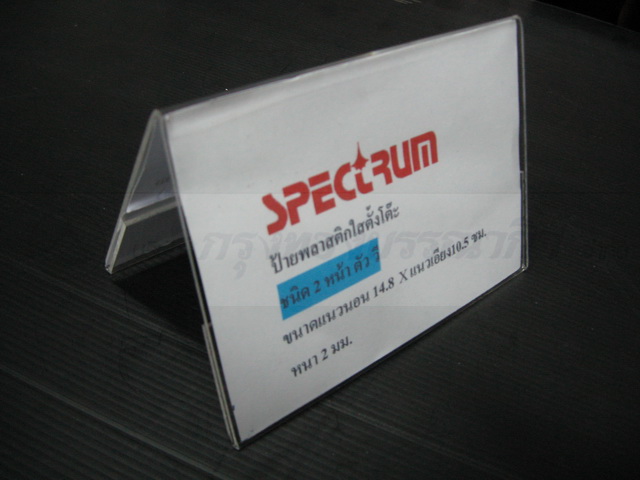 SPECTRUM
ป้ายพลาสติกใสตั้งโต๊ะ
ชนิด 2 หน้า ตัว วี
ขนาดแนวนอน 14.8 X แนวเอียง10.5 ซม.
หนา 2 มม.